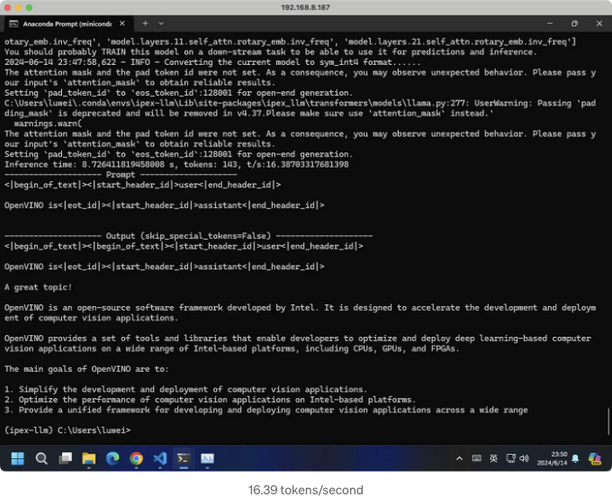 192.168.8.187
Anaconda Prompt (minicond
otary_emb.inv_freq', 'model.layers.11.self_attn.rotary_emb.inv_freq', 'model.layers.21.self_attn.rotary_emb.inv_freq']
You should probably TRAIN this model on a down-stream task to be able to use it for predictions and inference.
2024-06-14 23:47:58,622 - INFO - Converting the current model to sym_int4 format......
The attention mask and the pad token id were not set. As a consequence, you may observe unexpected behavior. Please pass y
our input's `attention_mask` to obtain reliable results.
Setting `pad_token_id` to `eos_token_id`:128001 for open-end generation.
C:\Users\luwei\.conda\envs\ipex-llm\Lib\site-packages\ipex_llm\transformers\models\llama.py:277: UserWarning: Passing `pad
ding_mask` is deprecated and will be removed in v4.37.Please make sure use `attention_mask` instead.`
  warnings.warn(
The attention mask and the pad token id were not set. As a consequence, you may observe unexpected behavior. Please pass y
our input's `attention_mask` to obtain reliable results.
Setting `pad_token_id` to `eos_token_id`:128001 for open-end generation.
Inference time: 8.726411819458008 s, tokens: 143, t/s:16.38703317681398
-------------------- Prompt --------------------
<|begin_of_text|><|start_header_id|>user<|end_header_id|>
OpenVINO is<|eot_id|><|start_header_id|>assistant<|end_header_id|>
-------------------- Output (skip_special_tokens=False) --------------------
<|begin_of_text|><|begin_of_text|><|start_header_id|>user<|end_header_id|>
OpenVINO is<|eot_id|><|start_header_id|>assistant<|end_header_id|>
A great topic!
OpenVINO is an open-source software framework developed by Intel. It is designed to accelerate the development and deploym
ent of computer vision applications.
OpenVINO provides a set of tools and libraries that enable developers to optimize and deploy deep learning-based computer
vision applications on a wide range of Intel-based platforms, including CPUs, GPUs, and FPGAs.
The main goals of OpenVINO are to:
1. Simplify the development and deployment of computer vision applications.
2. Optimize the performance of computer vision applications on Intel-based platforms.
3. Provide a unified framework for developing and deploying computer vision applications across a wide range
(ipex-llm) C:\Users\luwei>
英
23:50
2024/6/14
16.39 tokens/second